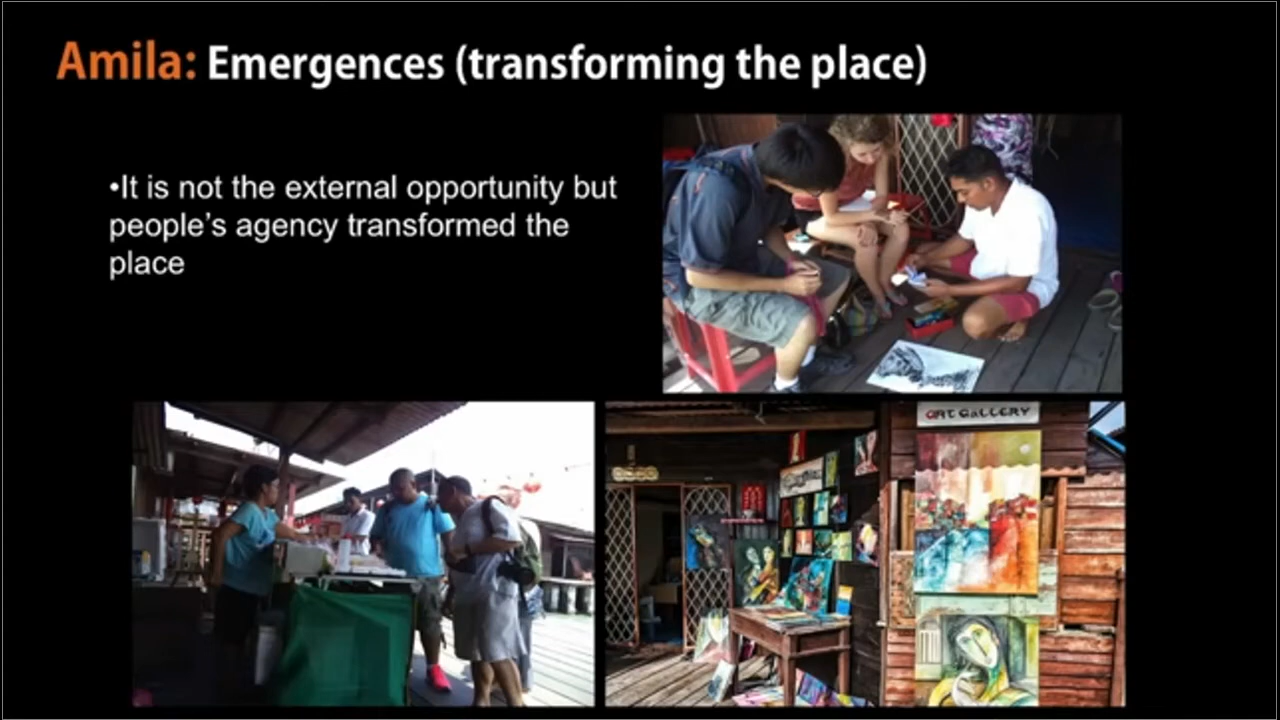 Amila: Emergences (transforming the place)
•It is not the external opportunity but
people's agency transformed the
place
ART GALLERY